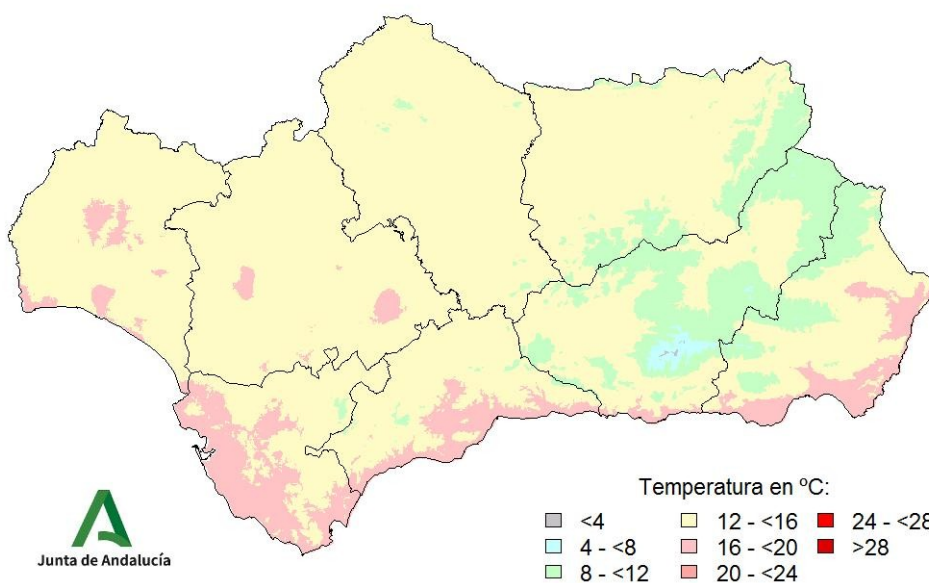 Temperatura en ºC:
<4
12 - <16
24 - <28
4 - <8
16 - <20
>28
8 - <12
20 - <24
Junta de Andalucía